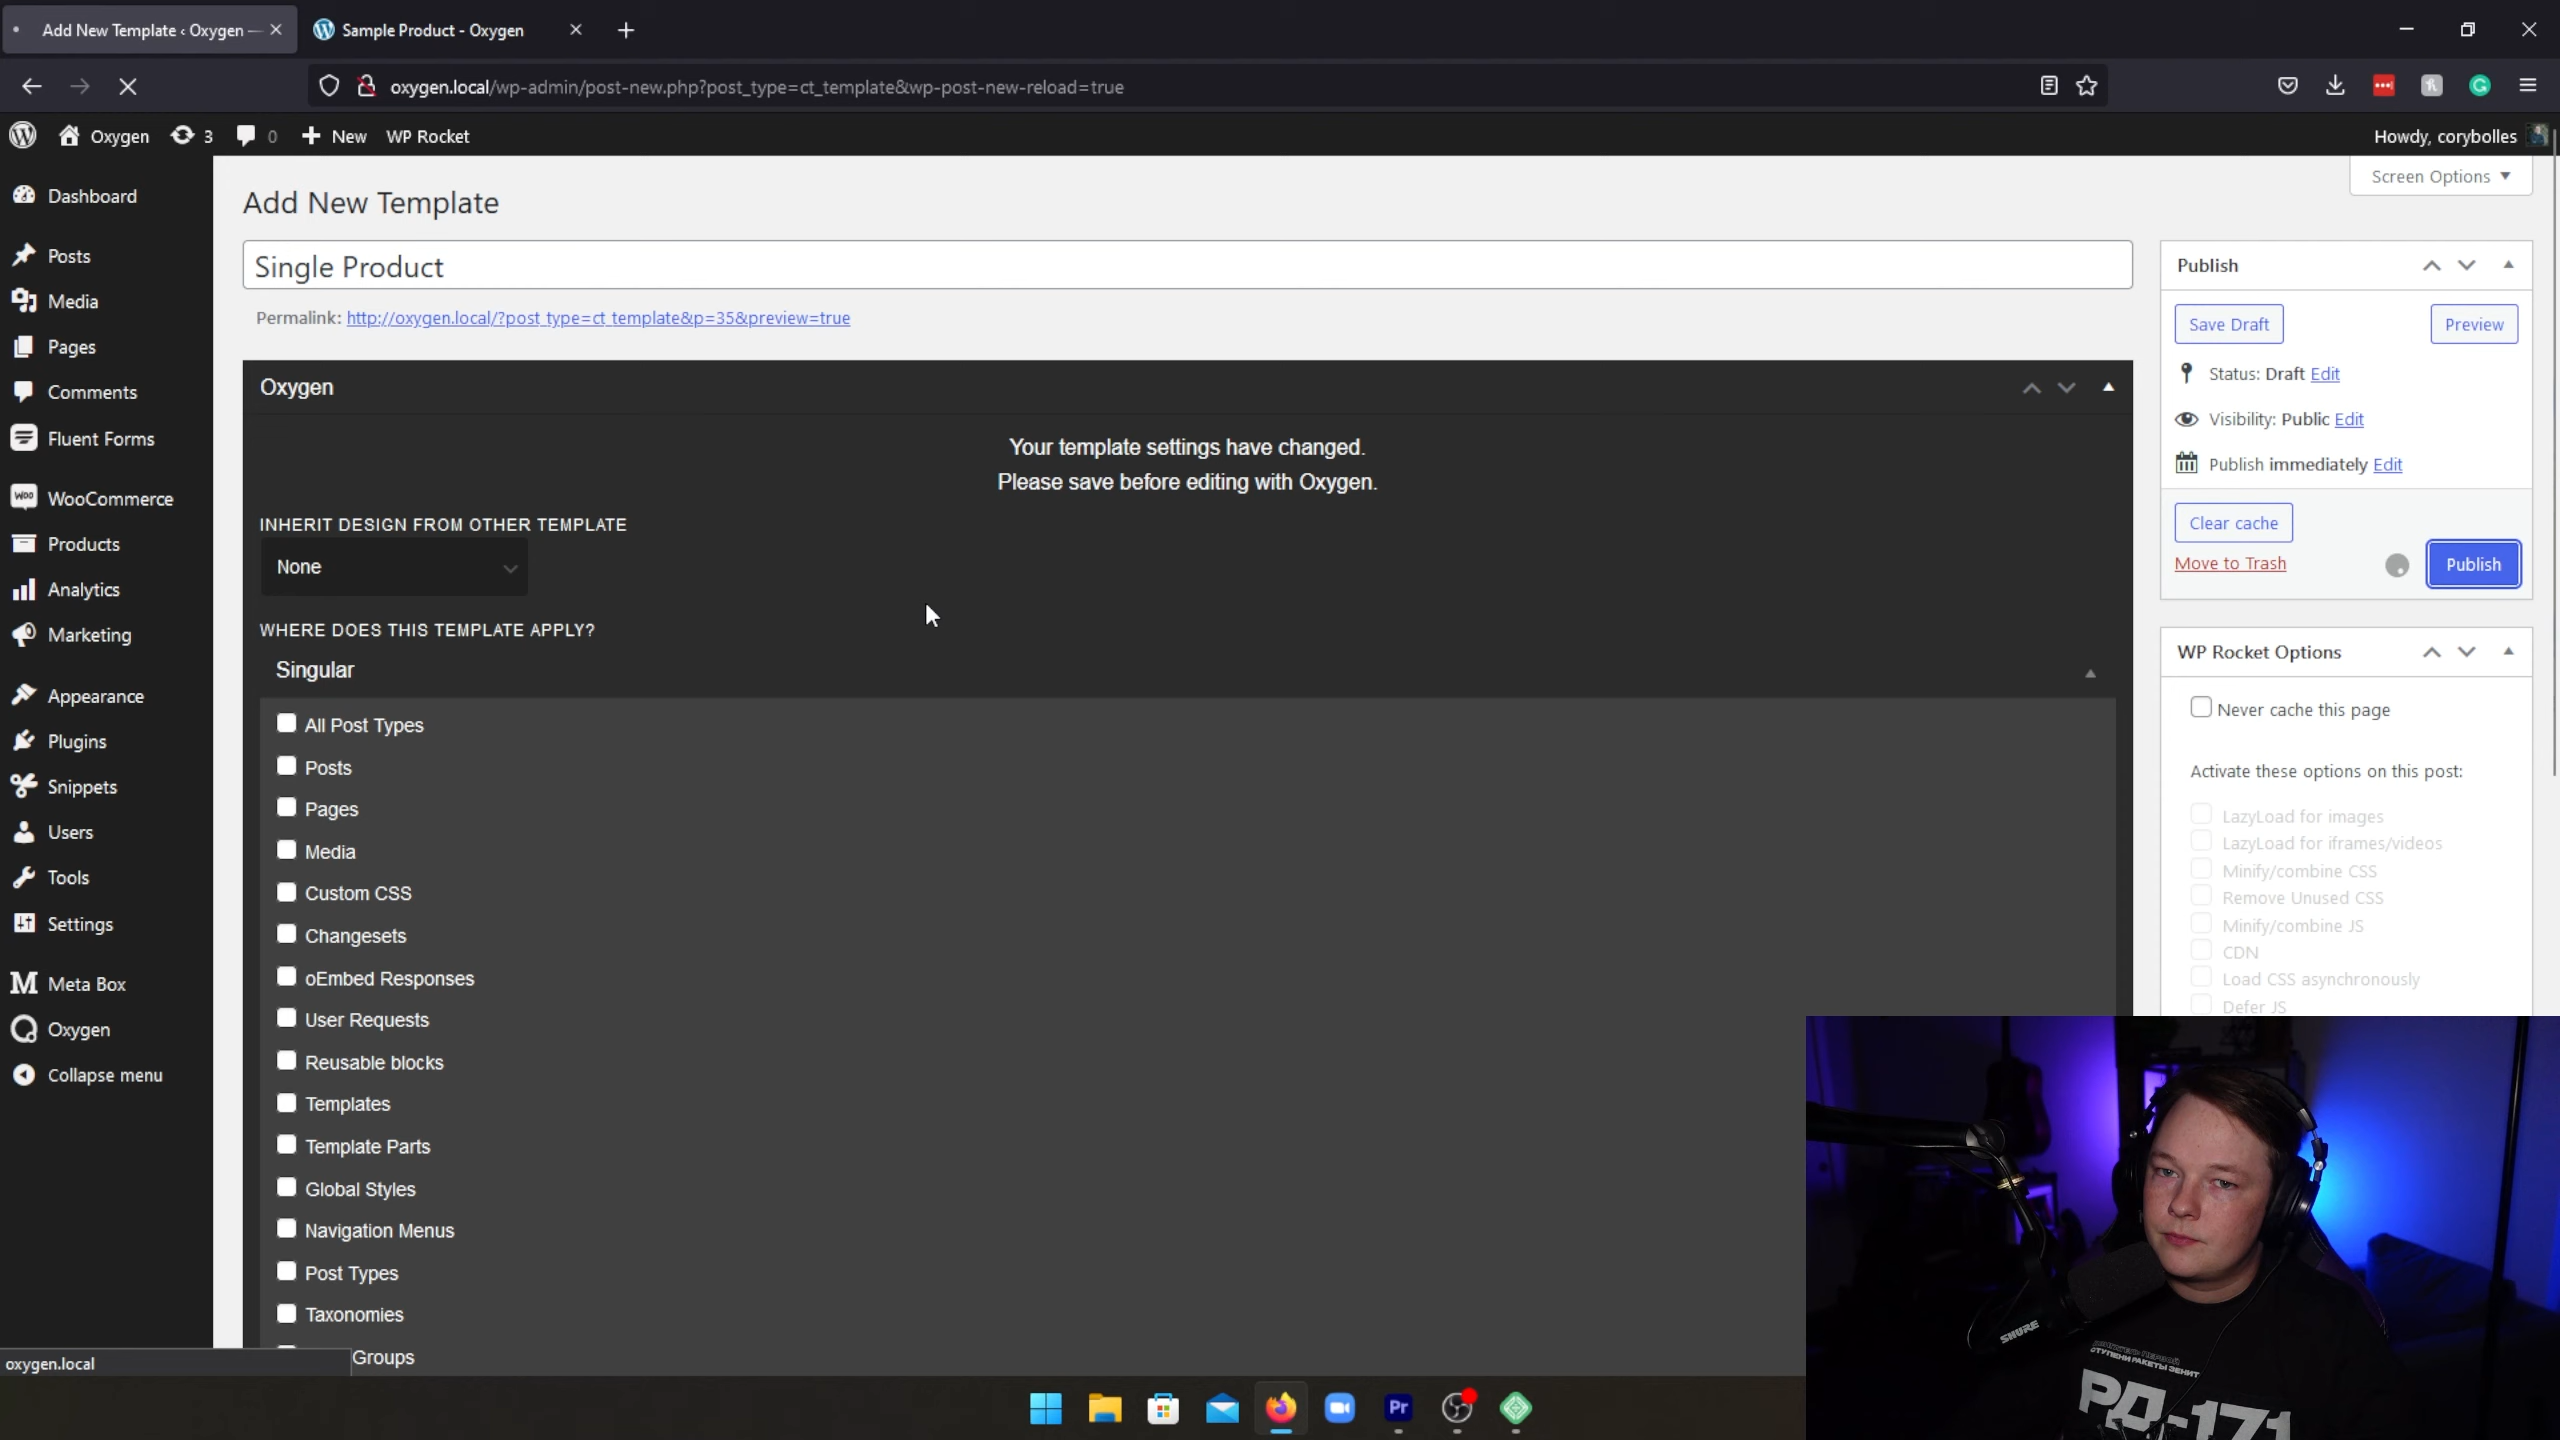 Add New Template ‹ Oxygen —
Sample Product - Oxygen
oxygen.local/wp-admin/post-new.php?post_type=ct_template&wp-post-new-reload=true
Oxygen
3
0
New
WP Rocket
Howdy, corybolles
Screen Options
Dashboard
Posts
Media
Pages
Comments
Fluent Forms
WooCommerce
Products
Analytics
Marketing
Appearance
Plugins
Snippets
Users
Tools
Settings
Meta Box
Oxygen
Collapse menu
oxygen.local
Add New Template
Single Product
Permalink: http://oxygen.local/?post_type=ct_template&p=35&preview=true
Oxygen
Your template settings have changed.
Please save before editing with Oxygen.
INHERIT DESIGN FROM OTHER TEMPLATE
None
WHERE DOES THIS TEMPLATE APPLY?
Singular
All Post Types
Posts
Pages
Media
Custom CSS
Changesets
oEmbed Responses
User Requests
Reusable blocks
Templates
Template Parts
Global Styles
Navigation Menus
Post Types
Taxonomies
Groups
Publish
Save Draft
Preview
Status: Draft Edit
Visibility: Public Edit
Publish immediately Edit
Clear cache
Move to Trash
Publish
WP Rocket Options
Never cache this page
Activate these options on this post:
LazyLoad for images
LazyLoad for iframes/videos
Minify/combine CSS
Remove Unused CSS
Minify/combine JS
CDN
Load CSS asynchronously
Defer JS
SHURE
СТУПЕНИ РАКЕТЫ ЗЕНИТ
РД-171
Pr